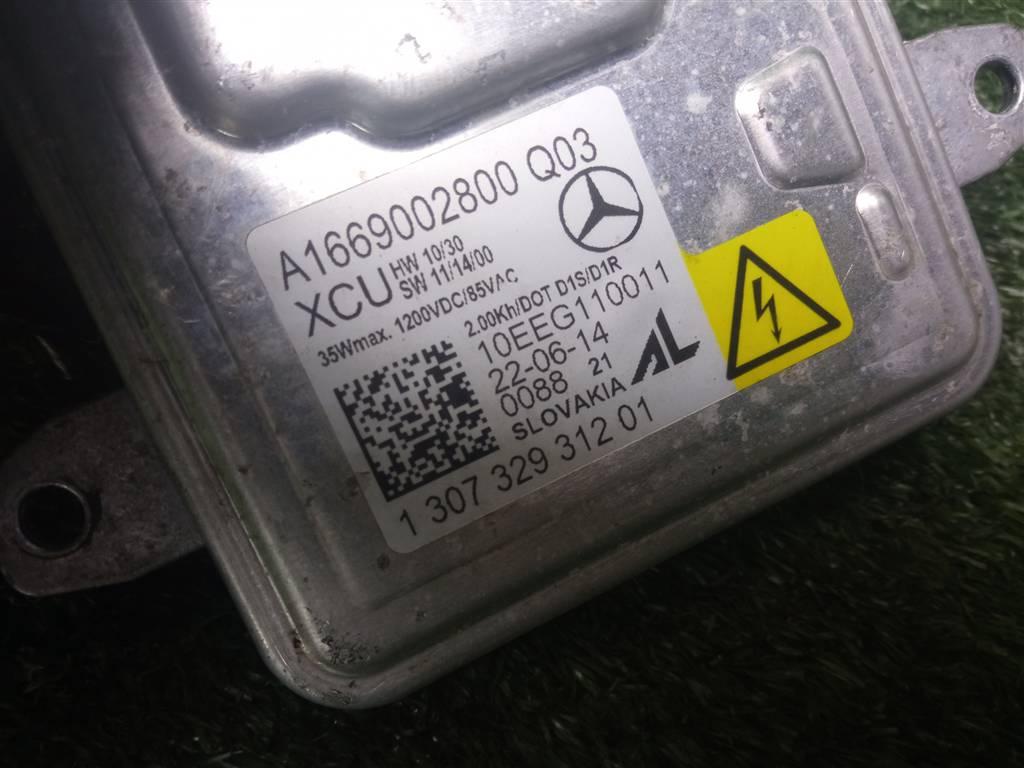 A1669002800 Q03
XCU HW 10/30
SW 11/14/00
35Wmax. 1200VDC/85VAC
2.00Kh/DOT D1S/D1R
10EEG110011
22-06-14
0088 21
SLOVAKIA AL
1 307 329 312 01